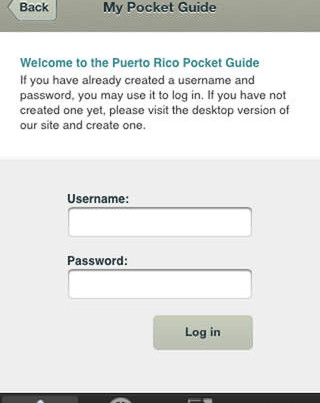 Back
My Pocket Guide
Welcome to the Puerto Rico Pocket Guide
If you have already created a username and
password, you may use it to log in. If you have not
created one yet, please visit the desktop version of
our site and create one.
Username:
Password:
Log in